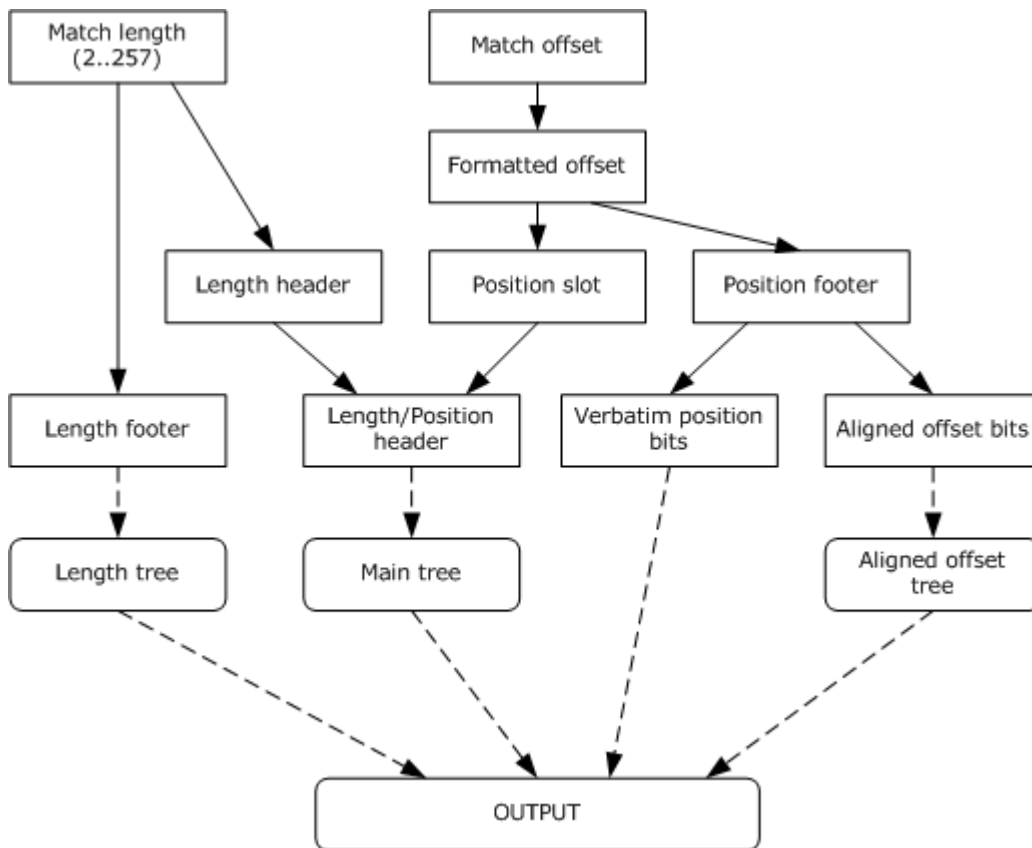 Match length
(2..257)
Match offset
Formatted offset
Length header
Position slot
Position footer
Length footer
Length/Position
header
Verbatim position
bits
Aligned offset bits
Length tree
Main tree
Aligned offset
tree
OUTPUT